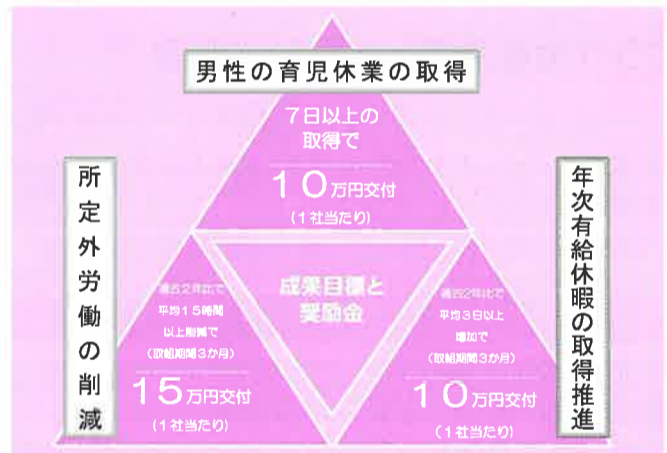 男性の育児休業の取得
7日以上の
取得で
10万円交付
(1社当たり)
所定外労働の削減
過去2年比で
平均15時間
以上削減で
(取組期間3か月)
15万円交付
(1社当たり)
成果目標と
奨励金
年次有給休暇の取得推進
過去2年比で
平均3日以上
増加で
(取組期間3か月)
10万円交付
(1社当たり)